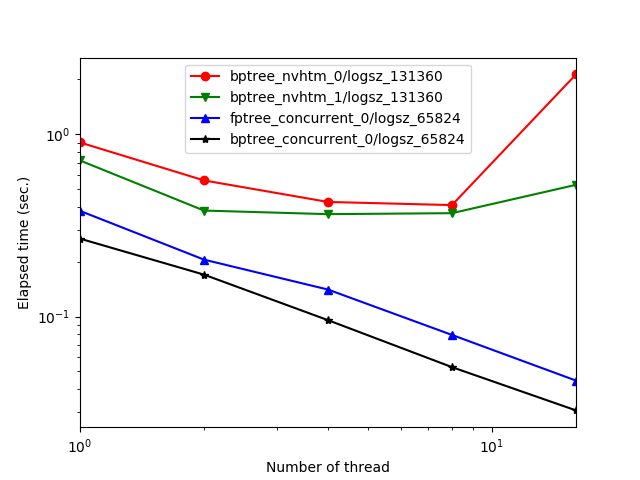 bptree_nvhtm_0/logsz_131360
bptree_nvhtm_1/logsz_131360
fptree_concurrent_0/logsz_65824
bptree_concurrent_0/logsz_65824
10⁰
10⁻¹
Elapsed time (sec.)
10⁰
10¹
Number of thread